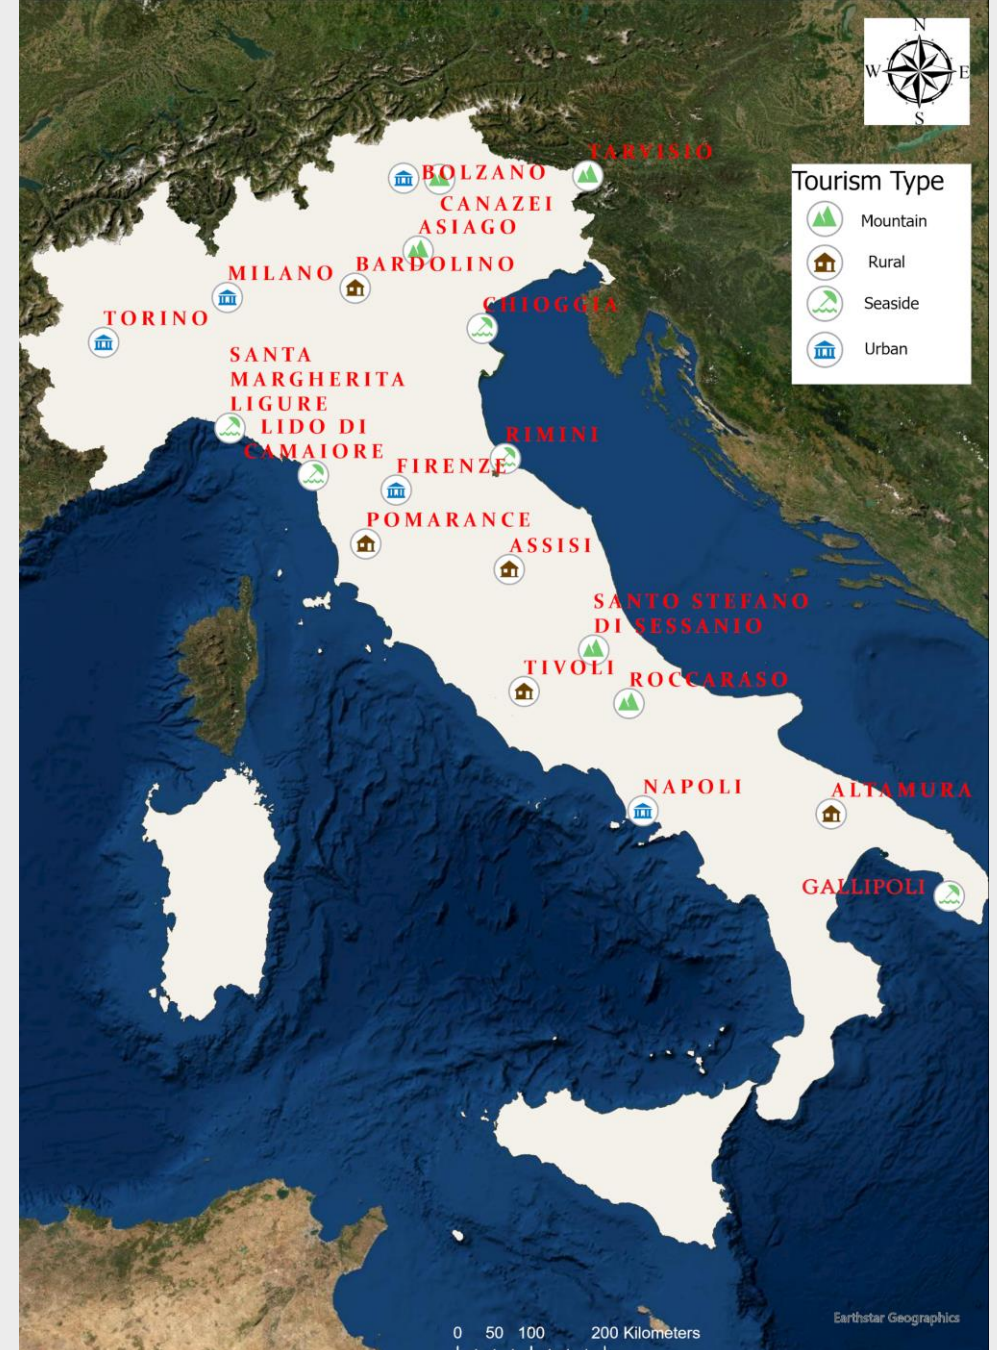 N
W E
S
TARVISIO
Tourism Type
Mountain
Rural
Seaside
Urban
BOLZANO
CANAZEI
ASIAGO
BARDOLINO
MILANO
CHIOGGIA
TORINO
SANTA
MARGHERITA
LIGURE
LIDO DI
CAMAIORE
RIMINI
FIRENZE
POMARANCE
ASSISI
SANTO STEFANO
DI SESSANIO
TIVOLI
ROCCARASO
NAPOLI
ALTAMURA
GALLIPOLI
Earthstar Geographics
0 50 100 200 Kilometers